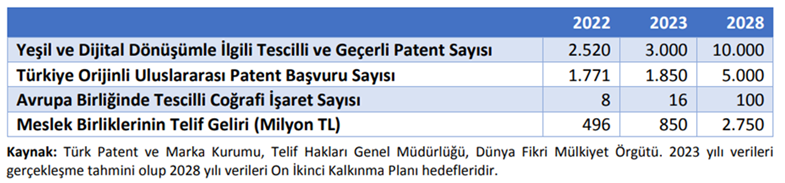 2022 2023 2028
Yeşil ve Dijital Dönüşümle İlgili Tescilli ve Geçerli Patent Sayısı 2.520 3.000 10.000
Türkiye Orijinli Uluslararası Patent Başvuru Sayısı 1.771 1.850 5.000
Avrupa Birliğinde Tescilli Coğrafi İşaret Sayısı 8 16 100
Meslek Birliklerinin Telif Geliri (Milyon TL) 496 850 2.750
Kaynak: Türk Patent ve Marka Kurumu, Telif Hakları Genel Müdürlüğü, Dünya Fikri Mülkiyet Örgütü. 2023 yılı verileri
gerçekleşme tahmini olup 2028 yılı verileri On İkinci Kalkınma Planı hedefleridir.